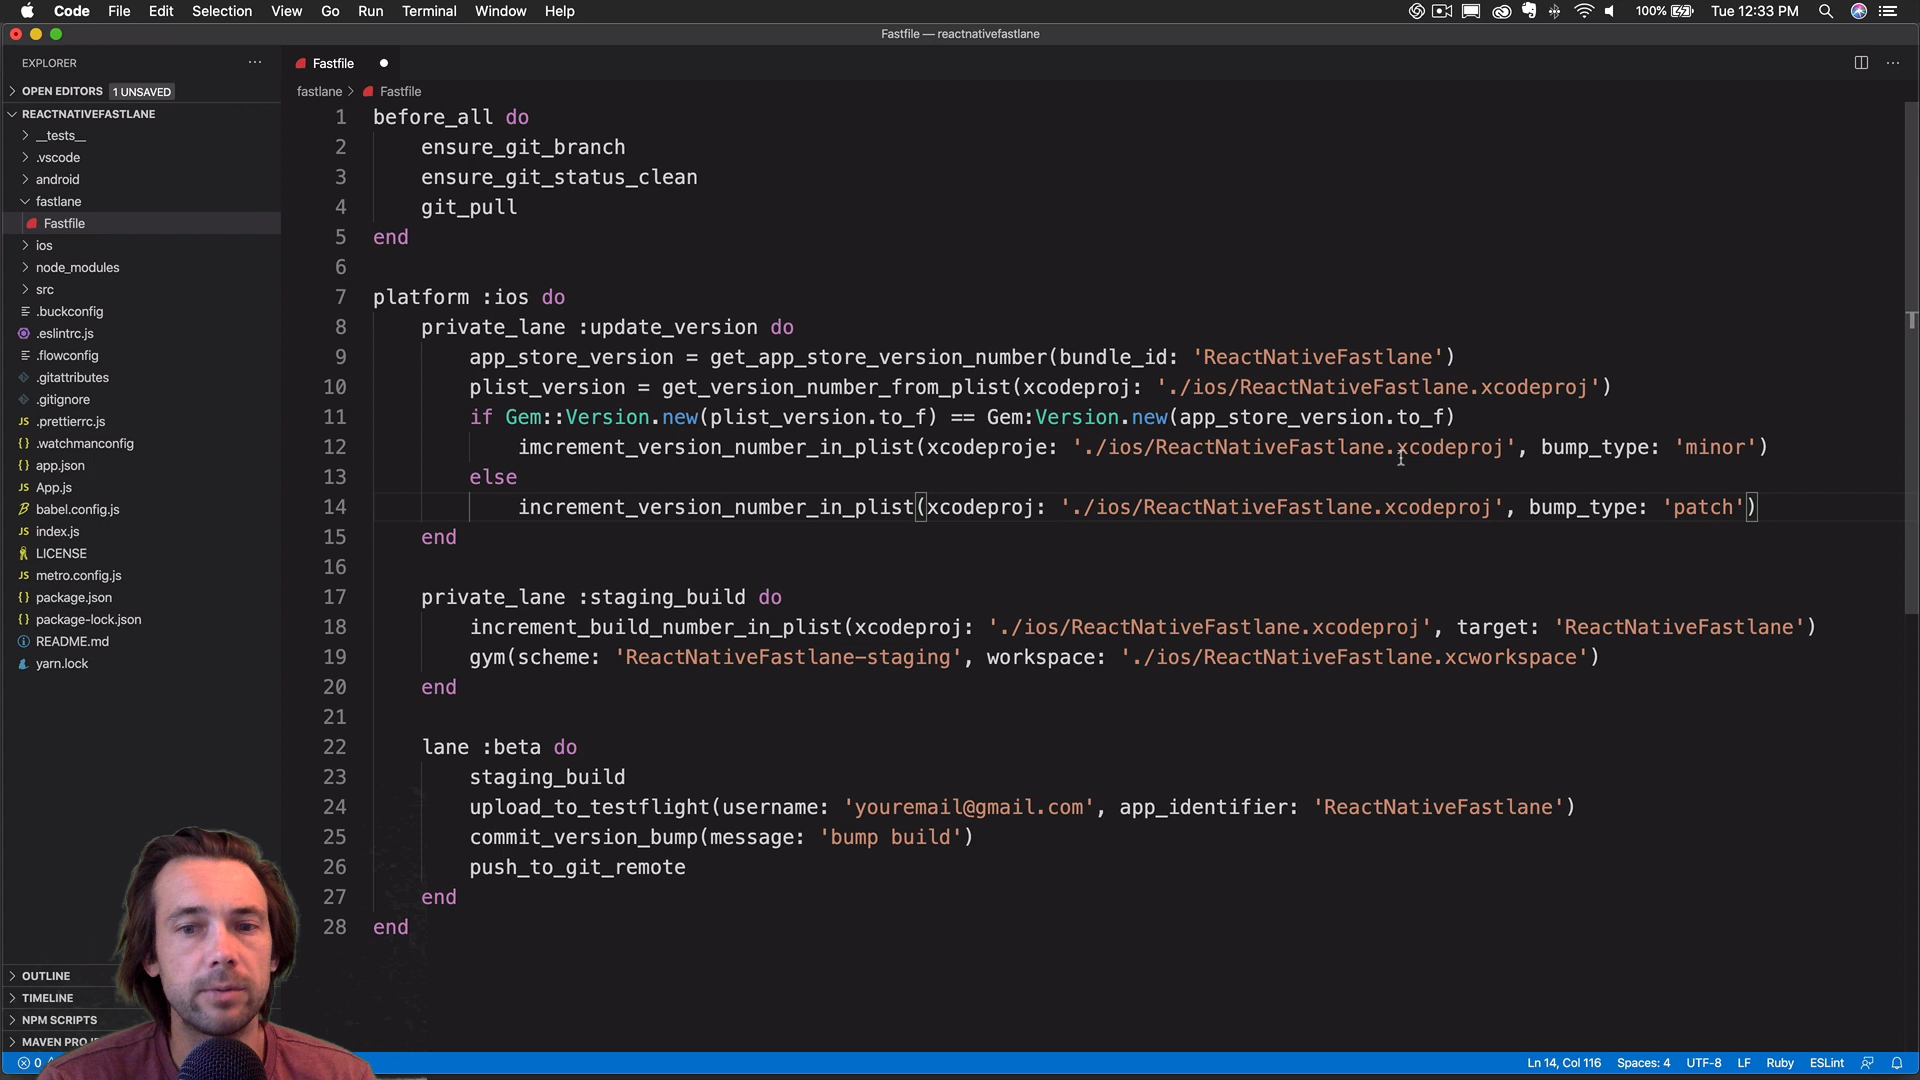 Code File Edit Selection View Go Run Terminal Window Help 100% Tue 12:33 PM
Fastfile — reactnativefastlane
EXPLORER
OPEN EDITORS 1 UNSAVED
REACTNATIVEFASTLANE
__tests__
.vscode
android
fastlane
Fastfile
ios
node_modules
src
.buckconfig
.eslintrc.js
.flowconfig
.gitattributes
.gitignore
.prettierrc.js
.watchmanconfig
app.json
App.js
babel.config.js
index.js
LICENSE
metro.config.js
package.json
package-lock.json
README.md
yarn.lock
OUTLINE
TIMELINE
NPM SCRIPTS
MAVEN
Fastfile
fastlane > Fastfile
1 before_all do
2 ensure_git_branch
3 ensure_git_status_clean
4 git_pull
5 end
6
7 platform :ios do
8 private_lane :update_version do
9 app_store_version = get_app_store_version_number(bundle_id: 'ReactNativeFastlane')
10 plist_version = get_version_number_from_plist(xcodeproj: './ios/ReactNativeFastlane.xcodeproj')
11 if Gem::Version.new(plist_version.to_f) == Gem:Version.new(app_store_version.to_f)
12 imcrement_version_number_in_plist(xcodeproje: './ios/ReactNativeFastlane.xcodeproj', bump_type: 'minor')
13 else
14 increment_version_number_in_plist(xcodeproj: './ios/ReactNativeFastlane.xcodeproj', bump_type: 'patch')
15 end
16
17 private_lane :staging_build do
18 increment_build_number_in_plist(xcodeproj: './ios/ReactNativeFastlane.xcodeproj', target: 'ReactNativeFastlane')
19 gym(scheme: 'ReactNativeFastlane-staging', workspace: './ios/ReactNativeFastlane.xcworkspace')
20 end
21
22 lane :beta do
23 staging_build
24 upload_to_testflight(username: 'youremail@gmail.com', app_identifier: 'ReactNativeFastlane')
25 commit_version_bump(message: 'bump build')
26 push_to_git_remote
27 end
28 end
0 Ln 14, Col 116 Spaces: 4 UTF-8 LF Ruby ESLint